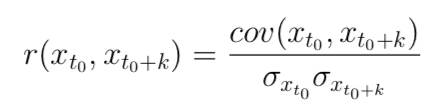 r(x_{t_0}, x_{t_0+k}) = \frac{cov(x_{t_0}, x_{t_0+k})}{\sigma_{x_{t_0}} \sigma_{x_{t_0+k}}}